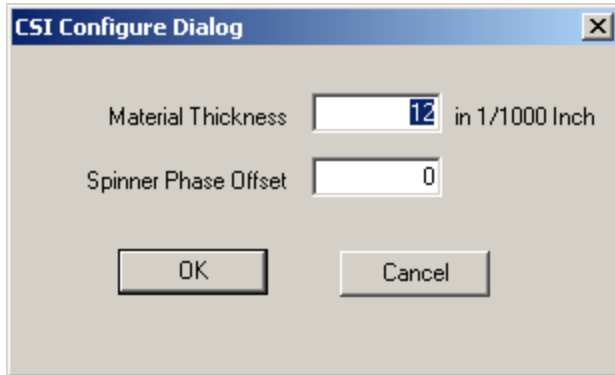 CSI Configure Dialog
Material Thickness 12 in 1/1000 Inch
Spinner Phase Offset 0
OK Cancel